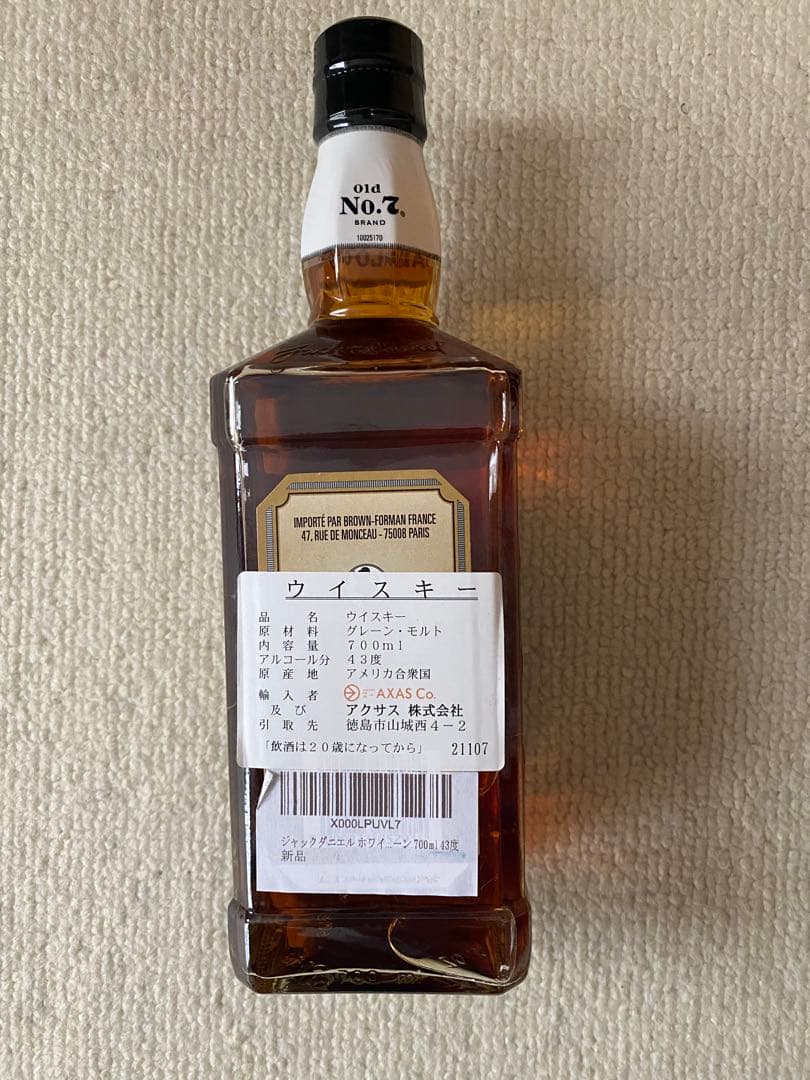 Old
No.7
BRAND
10025170
IMPORTÉ PAR BROWN-FORMAN FRANCE
47, RUE DE MONCEAU - 75008 PARIS
ウイスキー
品名 ウイスキー
原材料 グレーン・モルト
内容量 700ml
アルコール分 43度
原産地 アメリカ合衆国
輸入者 AXAS Co.
及び アクサス 株式会社
引取先 徳島市山城西4-2
「飲酒は20歳になってから」 21107
X000LPUVL7
ジャックダニエル ホワイ...ーン 700ml 43度
新品